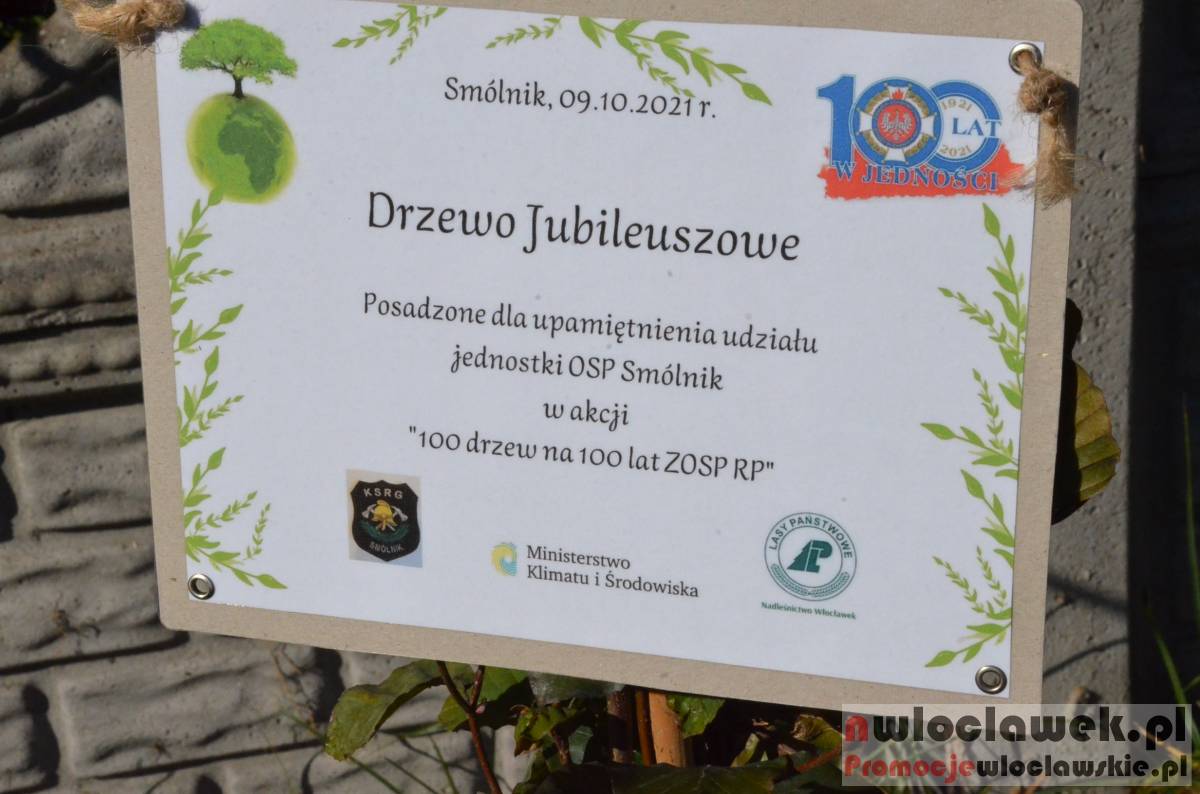 Smólnik, 09.10.2021 r.
100 LAT
1921
2021
W JEDNOŚCI
Drzewo Jubileuszowe
Posadzone dla upamiętnienia udziału
jednostki OSP Smólnik
w akcji
"100 drzew na 100 lat ZOSP RP"
KSRG
SMÓLNIK
Ministerstwo
Klimatu i Środowiska
LASY PAŃSTWOWE
LP
Nadleśnictwo Włocławek
nwloclawek.pl
Promocjewloclawskie.pl